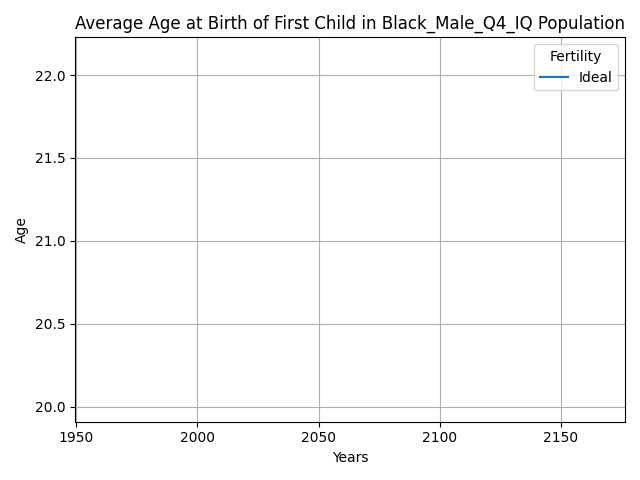 Average Age at Birth of First Child in Black_Male_Q4_IQ Population
Fertility
Ideal
22.0
21.5
21.0
20.5
20.0
Age
1950 2000 2050 2100 2150
Years